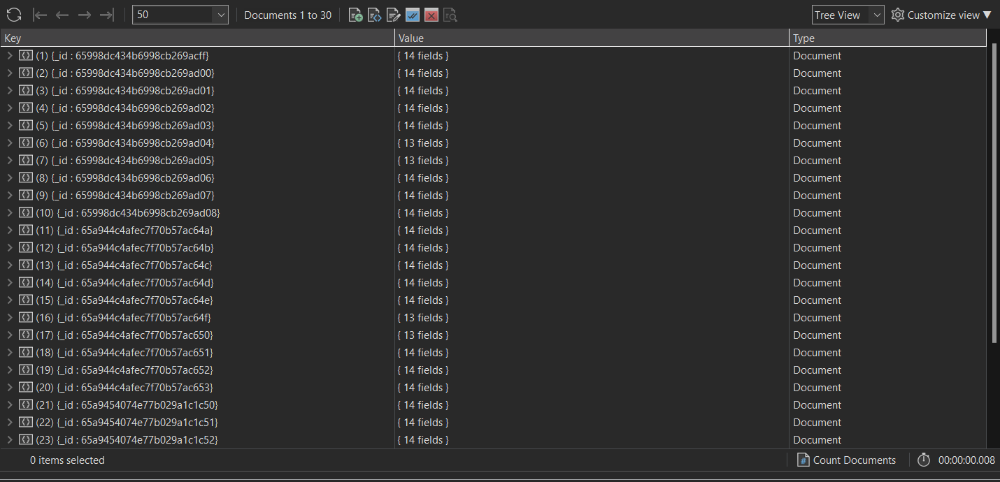 50 Documents 1 to 30 Tree View Customize view ▼
Key Value Type
(1) {_id : 65998dc434b6998cb269acff} { 14 fields } Document
(2) {_id : 65998dc434b6998cb269ad00} { 14 fields } Document
(3) {_id : 65998dc434b6998cb269ad01} { 14 fields } Document
(4) {_id : 65998dc434b6998cb269ad02} { 14 fields } Document
(5) {_id : 65998dc434b6998cb269ad03} { 14 fields } Document
(6) {_id : 65998dc434b6998cb269ad04} { 13 fields } Document
(7) {_id : 65998dc434b6998cb269ad05} { 13 fields } Document
(8) {_id : 65998dc434b6998cb269ad06} { 14 fields } Document
(9) {_id : 65998dc434b6998cb269ad07} { 14 fields } Document
(10) {_id : 65998dc434b6998cb269ad08} { 14 fields } Document
(11) {_id : 65a944c4afec7f70b57ac64a} { 14 fields } Document
(12) {_id : 65a944c4afec7f70b57ac64b} { 14 fields } Document
(13) {_id : 65a944c4afec7f70b57ac64c} { 14 fields } Document
(14) {_id : 65a944c4afec7f70b57ac64d} { 14 fields } Document
(15) {_id : 65a944c4afec7f70b57ac64e} { 14 fields } Document
(16) {_id : 65a944c4afec7f70b57ac64f} { 13 fields } Document
(17) {_id : 65a944c4afec7f70b57ac650} { 13 fields } Document
(18) {_id : 65a944c4afec7f70b57ac651} { 14 fields } Document
(19) {_id : 65a944c4afec7f70b57ac652} { 14 fields } Document
(20) {_id : 65a944c4afec7f70b57ac653} { 14 fields } Document
(21) {_id : 65a9454074e77b029a1c1c50} { 14 fields } Document
(22) {_id : 65a9454074e77b029a1c1c51} { 14 fields } Document
(23) {_id : 65a9454074e77b029a1c1c52} { 14 fields } Document
0 items selected Count Documents 00:00:00.008